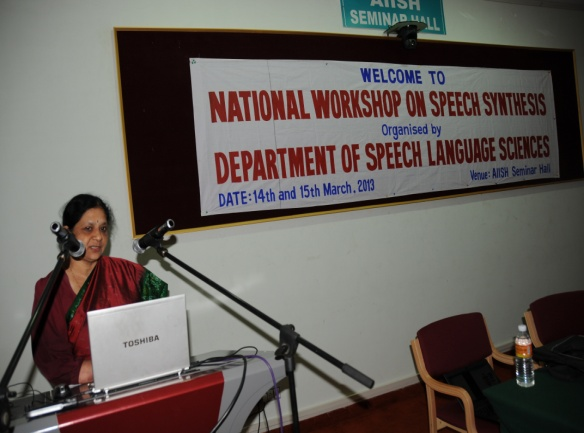 AIISH
SEMINAR HALL
WELCOME TO
NATIONAL WORKSHOP ON SPEECH SYNTHESIS
Organised by
DEPARTMENT OF SPEECH LANGUAGE SCIENCES
DATE: 14th and 15th March, 2013 Venue: AIISH Seminar Hall
TOSHIBA